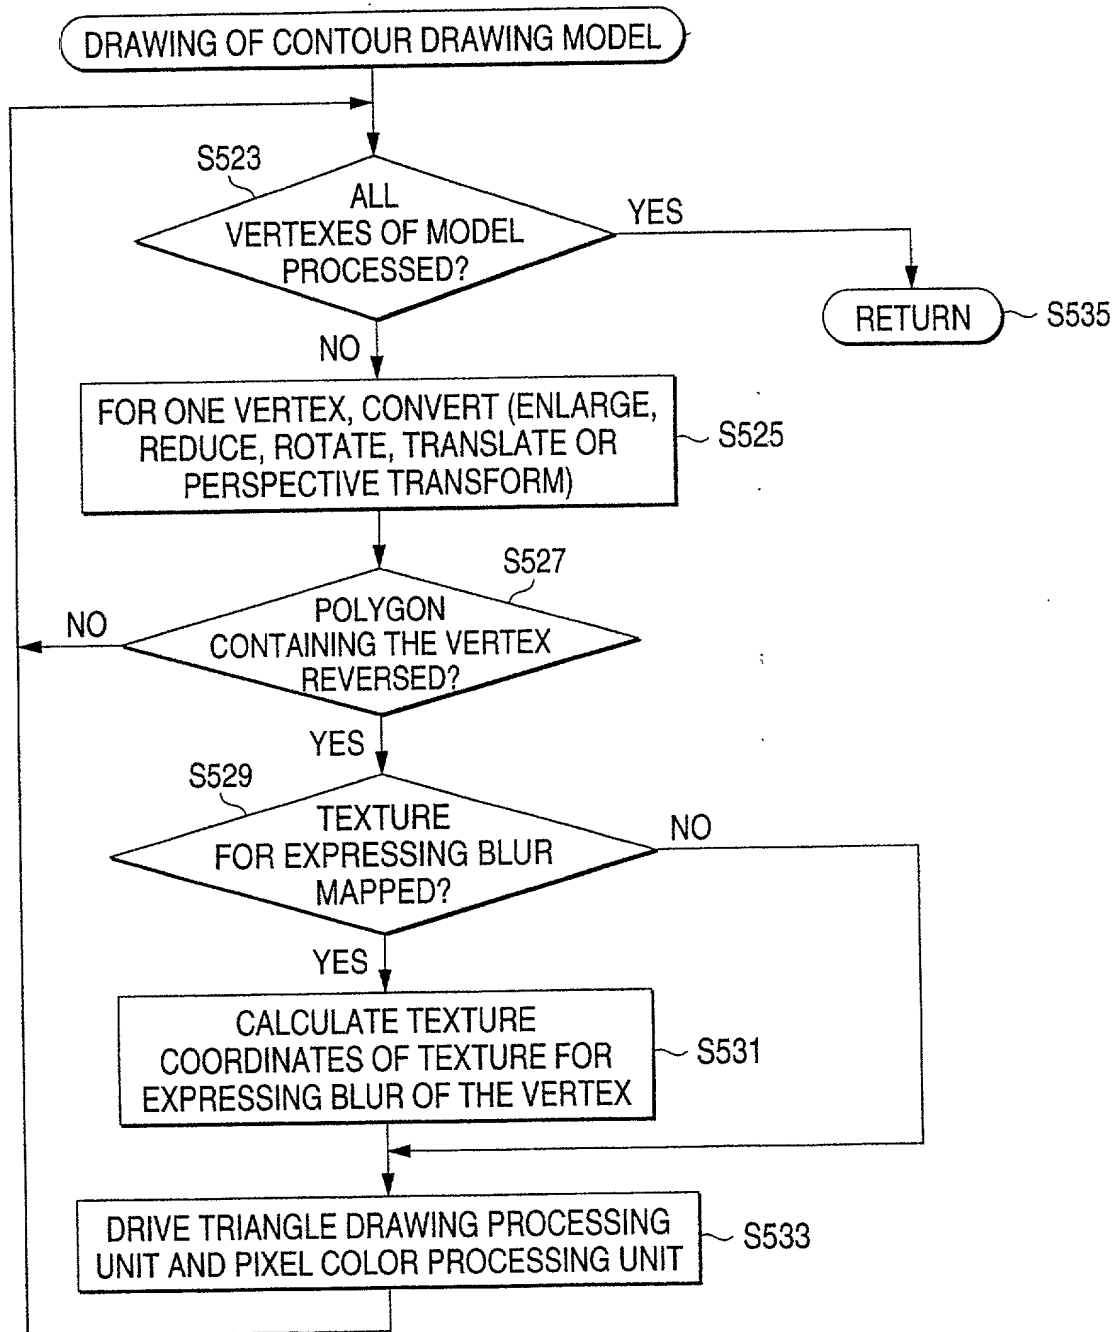 DRAWING OF CONTOUR DRAWING MODEL
S523
ALL
VERTEXES OF MODEL
PROCESSED?
YES
RETURN
S535
NO
FOR ONE VERTEX, CONVERT (ENLARGE,
REDUCE, ROTATE, TRANSLATE OR
PERSPECTIVE TRANSFORM)
S525
S527
POLYGON
CONTAINING THE VERTEX
REVERSED?
NO
YES
S529
TEXTURE
FOR EXPRESSING BLUR
MAPPED?
NO
YES
CALCULATE TEXTURE
COORDINATES OF TEXTURE FOR
EXPRESSING BLUR OF THE VERTEX
S531
DRIVE TRIANGLE DRAWING PROCESSING
UNIT AND PIXEL COLOR PROCESSING UNIT
S533